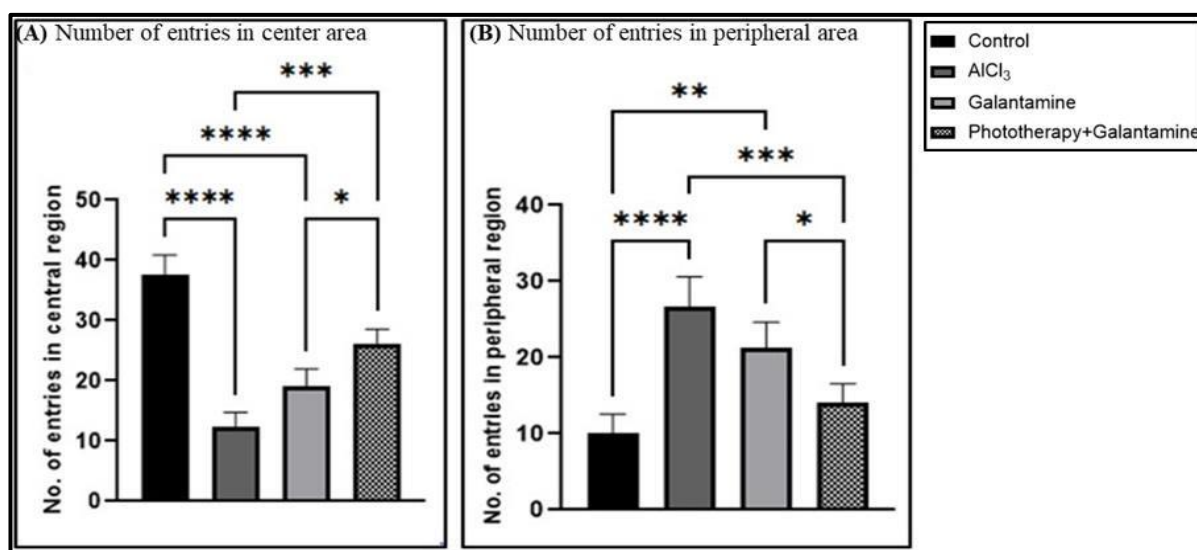 (A) Number of entries in center area
***
****
****
*
No. of entries in central region
50
40
30
20
10
0
(B) Number of entries in peripheral area
**
***
****
*
No. of entries in peripheral region
40
30
20
10
0
Control
AlCl₃
Galantamine
Phototherapy+Galantamine